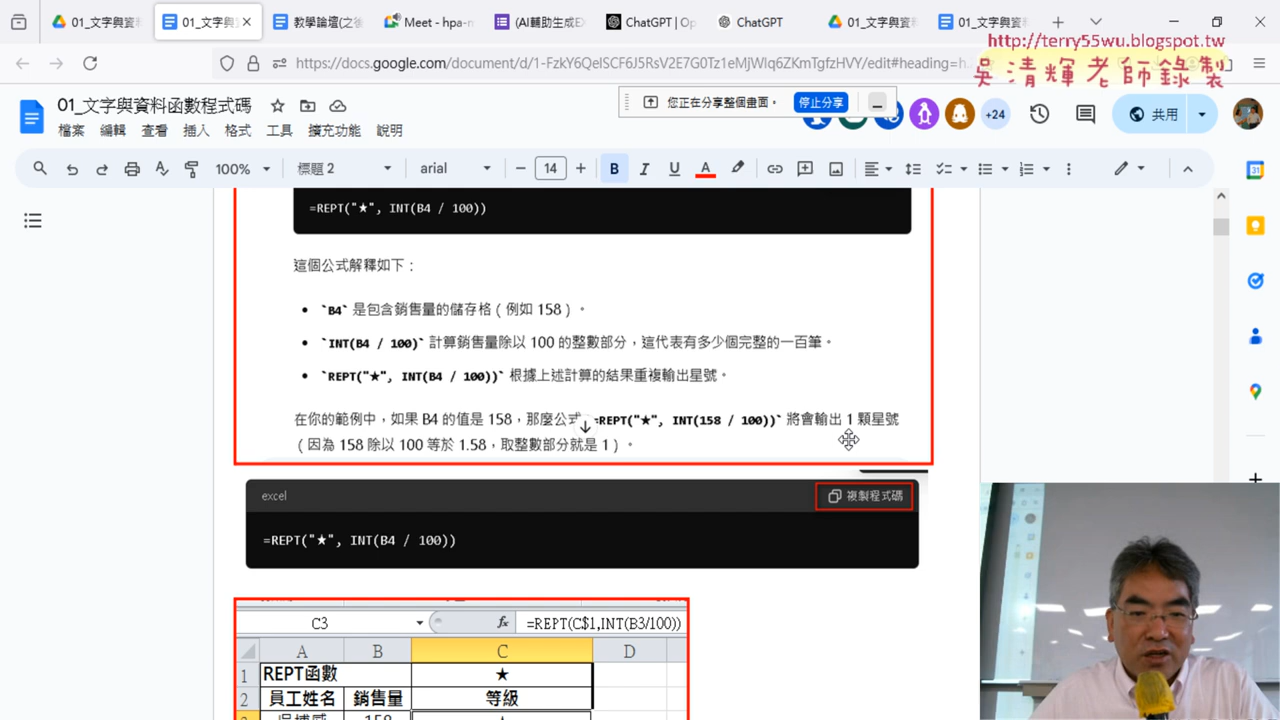 01_文字與資料
01_文字與
教學論壇(之後
Meet - hpa-m
(AI輔助生成EX
ChatGPT | Op
ChatGPT
01_文字與資料
01_文字與資料
http://terry55wu.blogspot.tw
吳清輝老師錄製
https://docs.google.com/document/d/1-FzkY6QelSCF6J5RsV2E7G0Tz1eMjWlq6ZKmTgfzHVY/edit#heading=h.
01_文字與資料函數程式碼
您正在分享整個畫面。
停止分享
+24
共用
檔案 編輯 查看 插入 格式 工具 擴充功能 說明
100%
標題 2
arial
14
B I U A
=REPT("★", INT(B4 / 100))
這個公式解釋如下：
• `B4` 是包含銷售量的儲存格（例如 158）。
• `INT(B4 / 100)` 計算銷售量除以 100 的整數部分，這代表有多少個完整的一百筆。
• `REPT("★", INT(B4 / 100))` 根據上述計算的結果重複輸出星號。
在你的範例中，如果 B4 的值是 158，那麼公式 =REPT("★", INT(158 / 100))` 將會輸出 1 顆星號
（因為 158 除以 100 等於 1.58，取整數部分就是 1）。
excel
複製程式碼
=REPT("★", INT(B4 / 100))
C3
fx
=REPT(C$1,INT(B3/100))
A B C D
1 REPT函數 ★
2 員工姓名 銷售量 等級
158